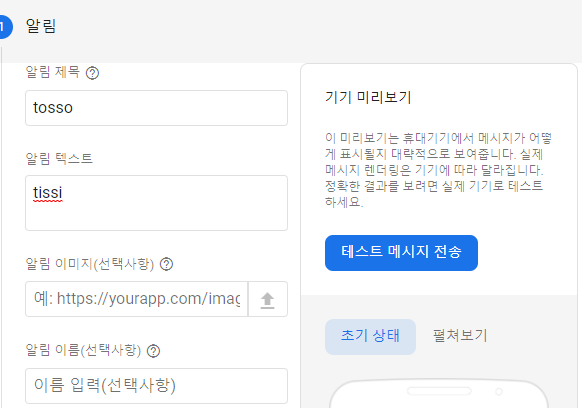 1 알림
알림 제목 ?
tosso
알림 텍스트
tissi
알림 이미지(선택사항) ?
예: https://yourapp.com/imag
알림 이름(선택사항) ?
이름 입력(선택사항)
기기 미리보기
이 미리보기는 휴대기기에서 메시지가 어떻
게 표시될지 대략적으로 보여줍니다. 실제
메시지 렌더링은 기기에 따라 달라집니다.
정확한 결과를 보려면 실제 기기로 테스트
하세요.
테스트 메시지 전송
초기 상태 펼쳐보기